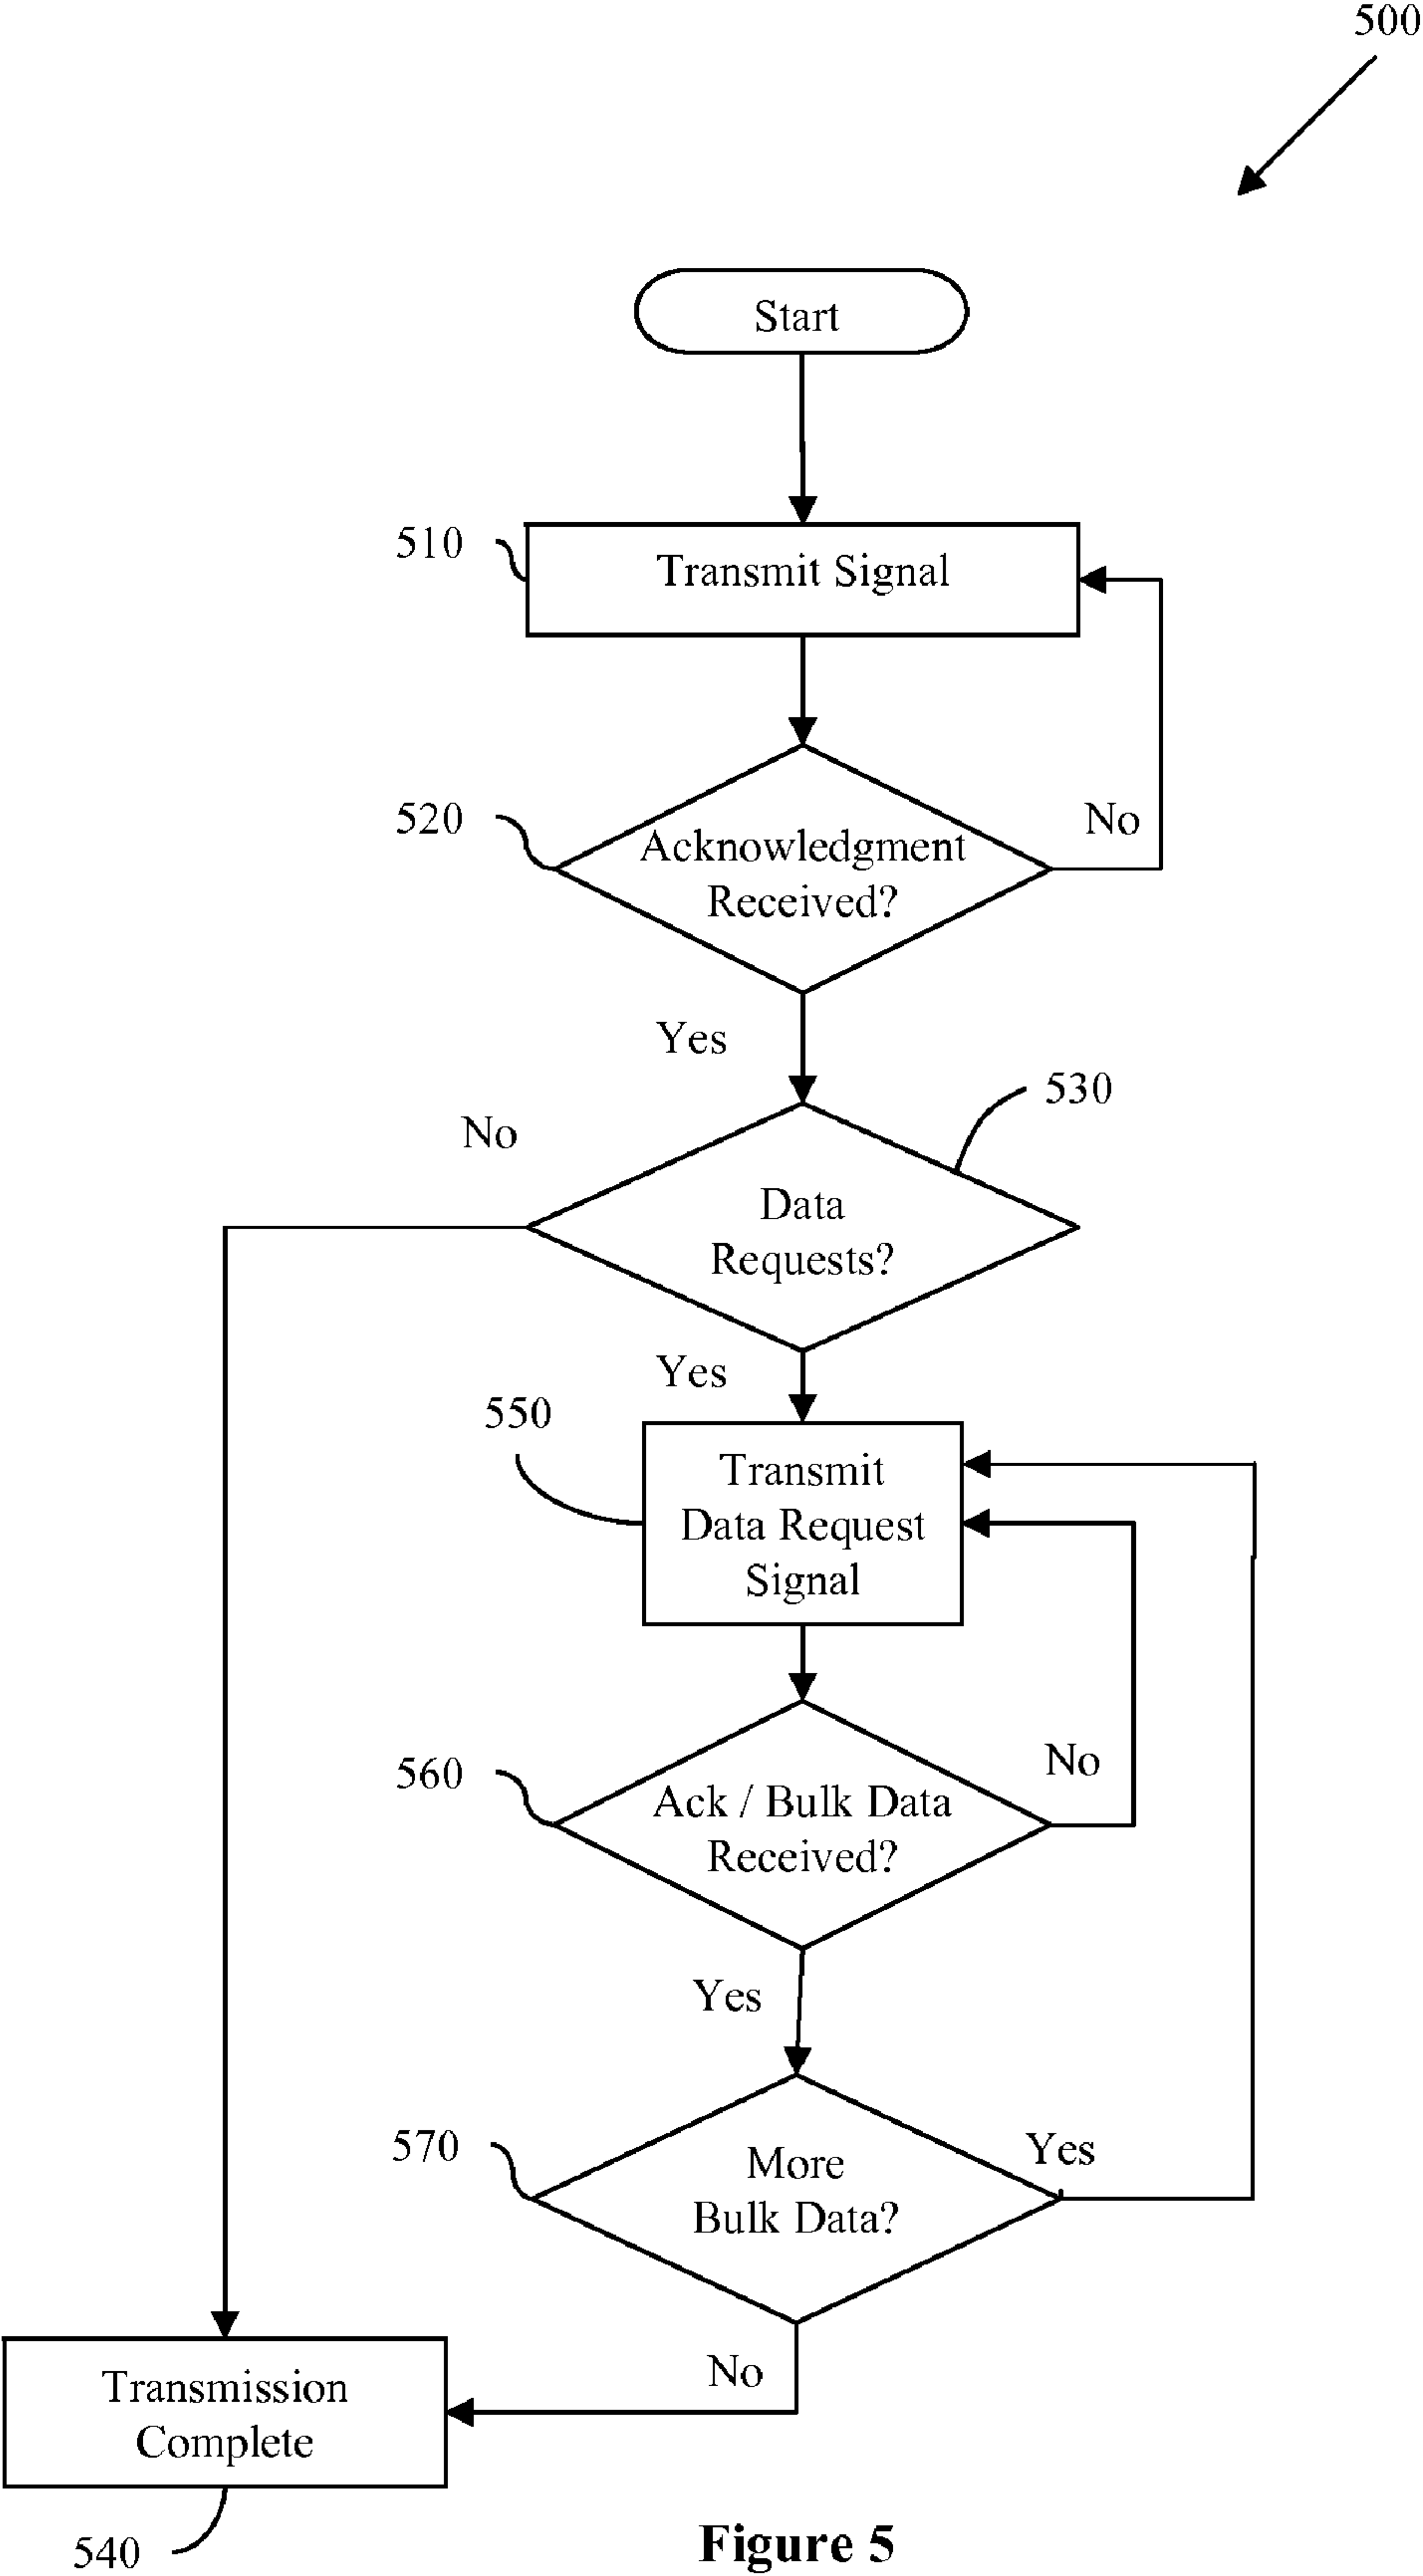 500
Start
510
Transmit Signal
520
Acknowledgment
Received?
No
Yes
530
No
Data
Requests?
Yes
550
Transmit
Data Request
Signal
560
Ack / Bulk Data
Received?
No
Yes
570
More
Bulk Data?
Yes
No
Transmission
Complete
540
Figure 5